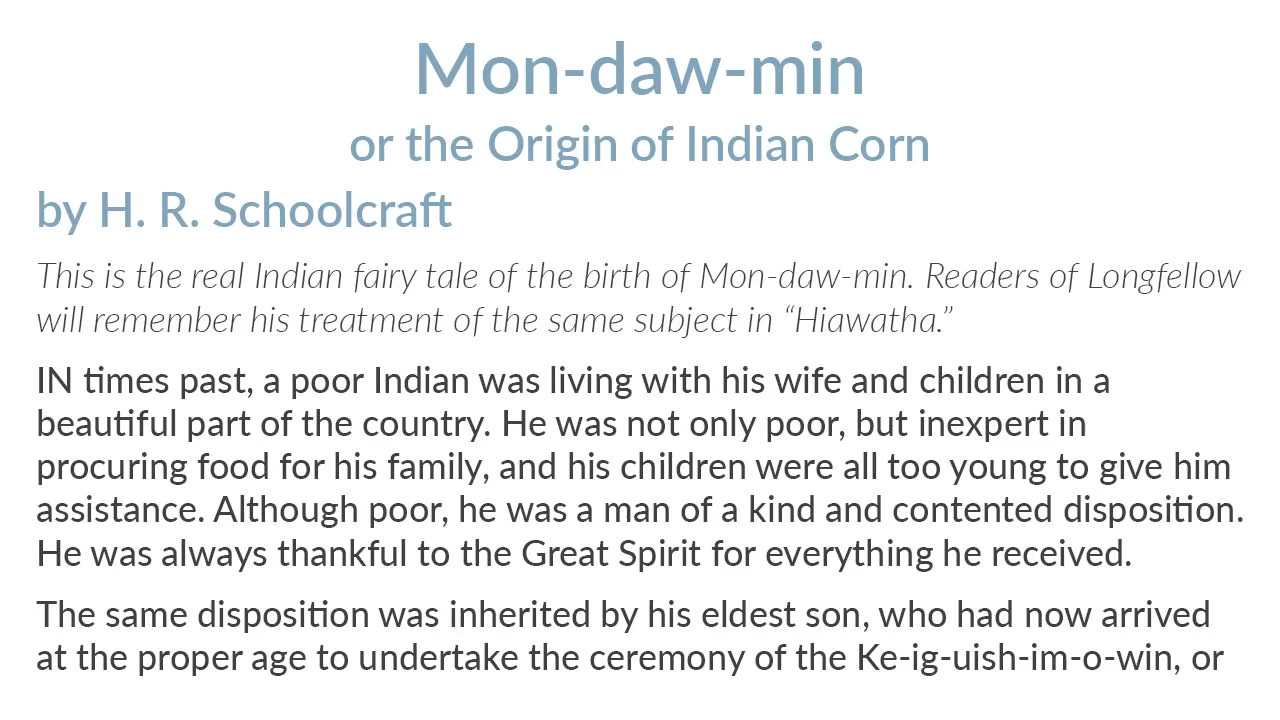 Mon-daw-min
or the Origin of Indian Corn
by H. R. Schoolcraft
This is the real Indian fairy tale of the birth of Mon-daw-min. Readers of Longfellow
will remember his treatment of the same subject in “Hiawatha.”
IN times past, a poor Indian was living with his wife and children in a
beautiful part of the country. He was not only poor, but inexpert in
procuring food for his family, and his children were all too young to give him
assistance. Although poor, he was a man of a kind and contented disposition.
He was always thankful to the Great Spirit for everything he received.
The same disposition was inherited by his eldest son, who had now arrived
at the proper age to undertake the ceremony of the Ke-ig-uish-im-o-win, or